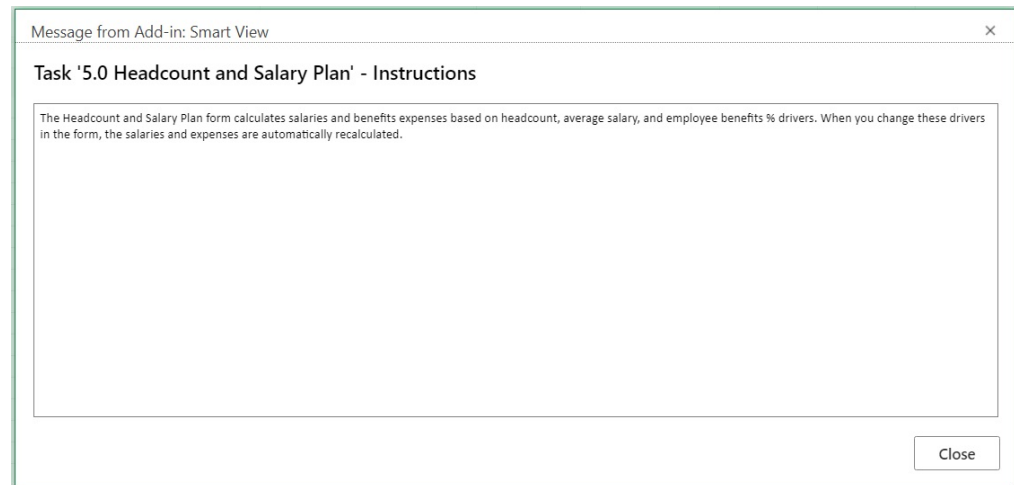 Message from Add-in: Smart View
Task '5.0 Headcount and Salary Plan' - Instructions
The Headcount and Salary Plan form calculates salaries and benefits expenses based on headcount, average salary, and employee benefits % drivers. When you change these drivers
in the form, the salaries and expenses are automatically recalculated.
Close